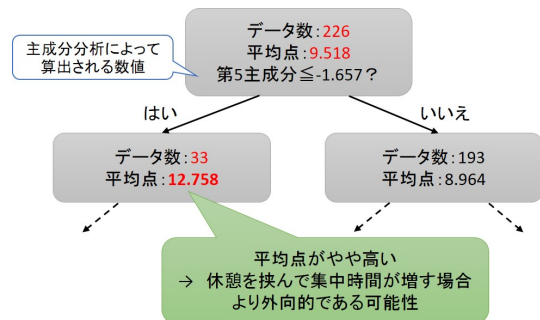 データ数:226
平均点:9.518
第5主成分≦-1.657?
主成分分析によって
算出される数値
はい
いいえ
データ数:33
平均点:12.758
データ数:193
平均点:8.964
平均点がやや高い
→ 休憩を挟んで集中時間が増す場合
より外向的である可能性